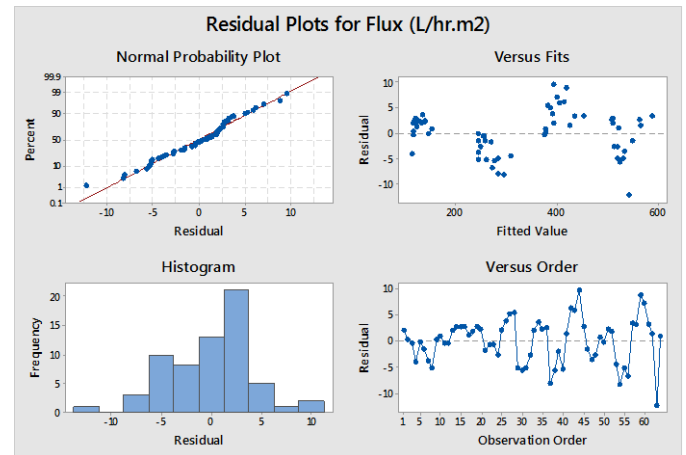 Residual Plots for Flux (L/hr.m2)
Normal Probability Plot
99.9
99
90
50
10
1
0.1
Percent
-10 -5 0 5 10
Residual
Versus Fits
10
5
0
-5
-10
Residual
200 400 600
Fitted Value
Histogram
20
15
10
5
0
Frequency
-10 -5 0 5 10
Residual
Versus Order
10
5
0
-5
-10
Residual
1 5 10 15 20 25 30 35 40 45 50 55 60
Observation Order